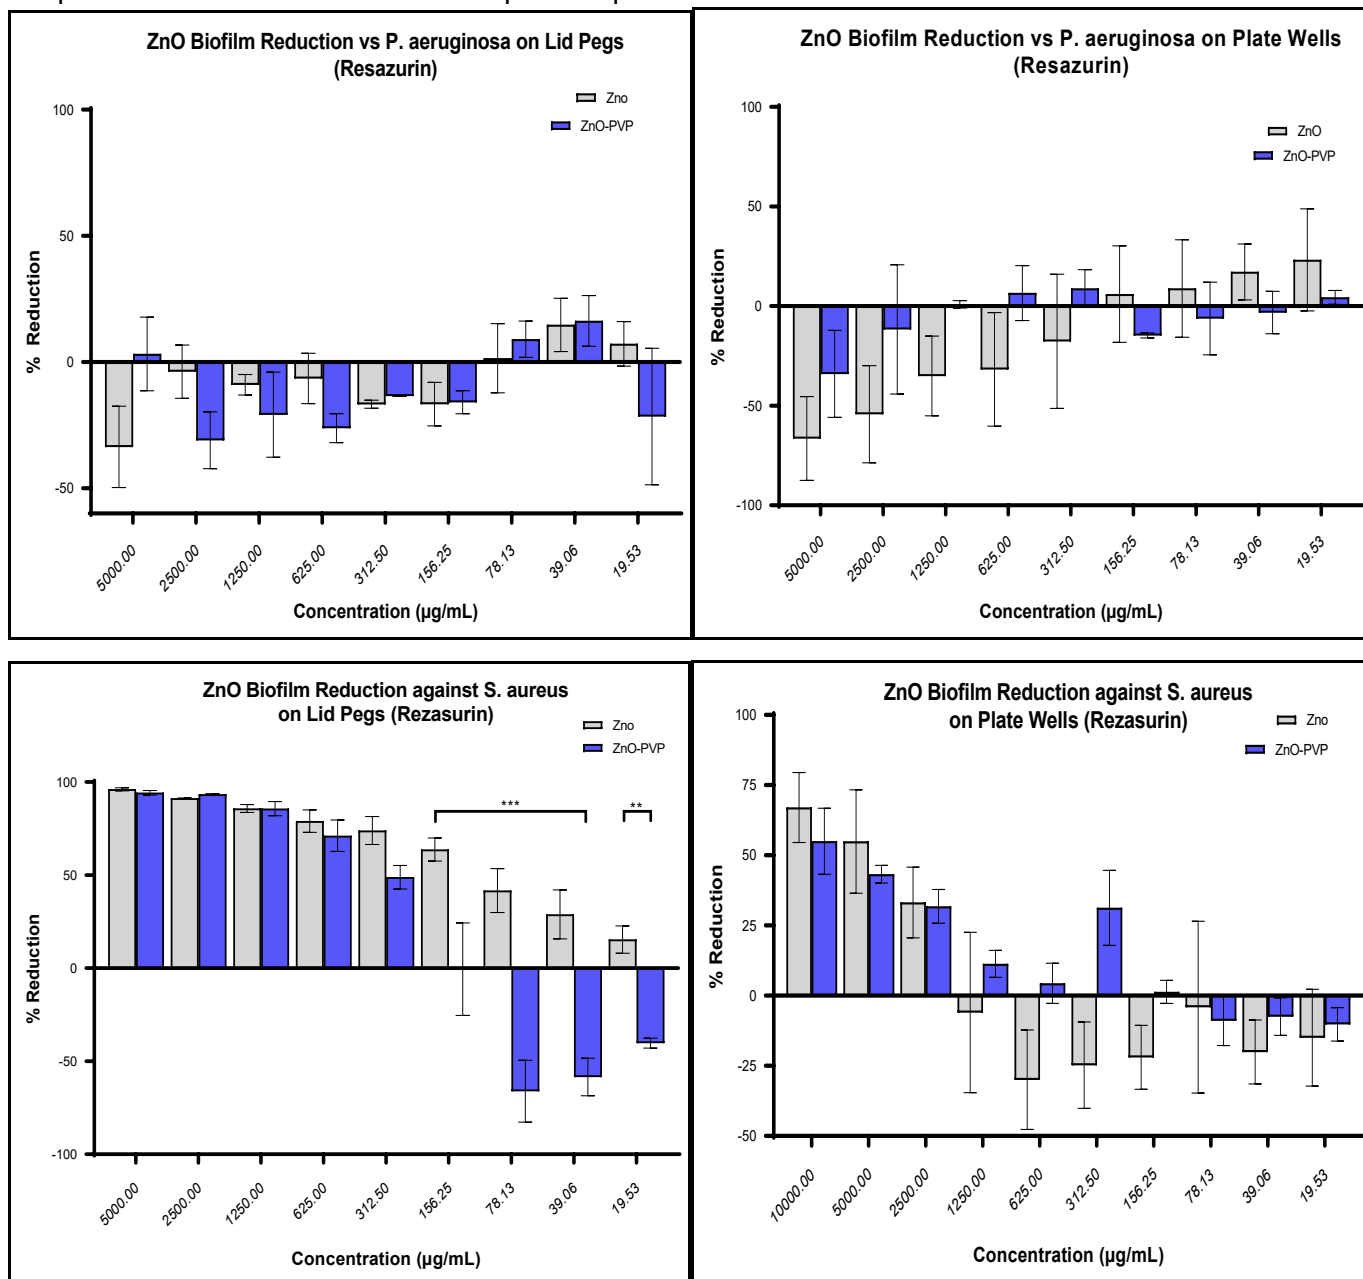 ZnO Biofilm Reduction vs P. aeruginosa on Lid Pegs
(Resazurin)
Zno
ZnO-PVP
% Reduction
100
50
0
-50
5000.00
2500.00
1250.00
625.00
312.50
156.25
78.13
39.06
19.53
Concentration (µg/mL)
ZnO Biofilm Reduction vs P. aeruginosa on Plate Wells
(Resazurin)
ZnO
ZnO-PVP
% Reduction
100
50
0
-50
-100
5000.00
2500.00
1250.00
625.00
312.50
156.25
78.13
39.06
19.53
Concentration (µg/mL)
ZnO Biofilm Reduction against S. aureus
on Lid Pegs (Rezasurin)
Zno
ZnO-PVP
% Reduction
100
50
0
-50
-100
***
**
5000.00
2500.00
1250.00
625.00
312.50
156.25
78.13
39.06
19.53
Concentration (µg/mL)
ZnO Biofilm Reduction against S. aureus
on Plate Wells (Rezasurin)
Zno
ZnO-PVP
% Reduction
100
75
50
25
0
-25
-50
10000.00
5000.00
2500.00
1250.00
625.00
312.50
156.25
78.13
39.06
19.53
Concentration (µg/mL)